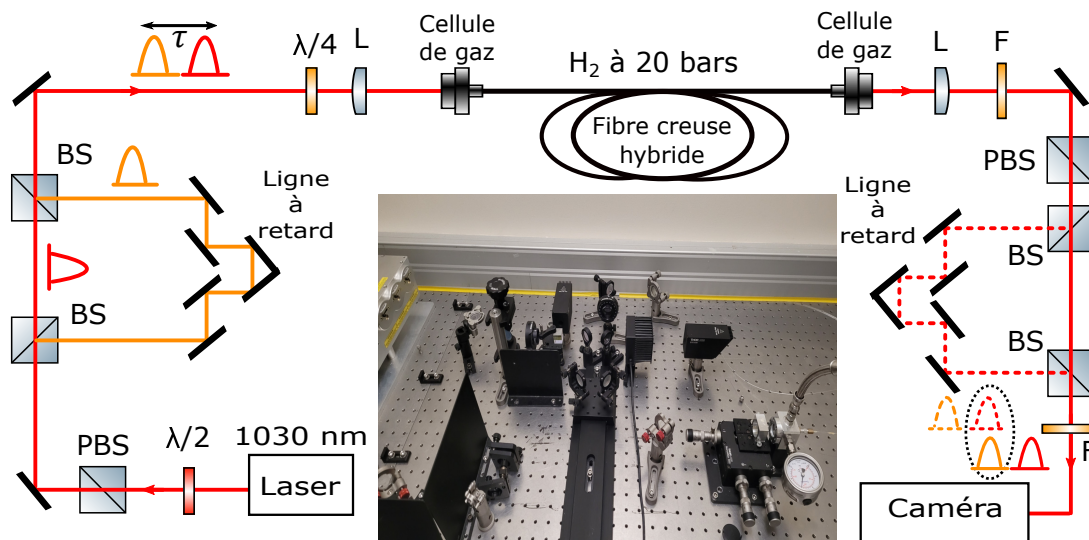 τ
λ/4
L
Cellule
de gaz
H₂ à 20 bars
Fibre creuse
hybride
Cellule
de gaz
L
F
PBS
BS
Ligne
à
retard
BS
Ligne
à
retard
BS
BS
PBS
λ/2
1030 nm
Laser
F
Caméra